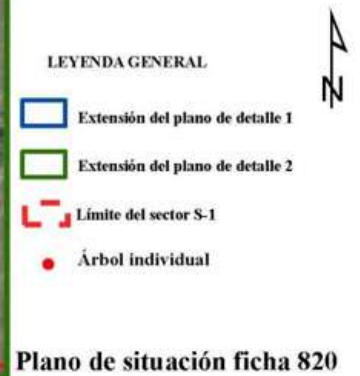 LEYENDA GENERAL
N
Extensión del plano de detalle 1
Extensión del plano de detalle 2
Límite del sector S-1
Árbol individual
Plano de situación ficha 820